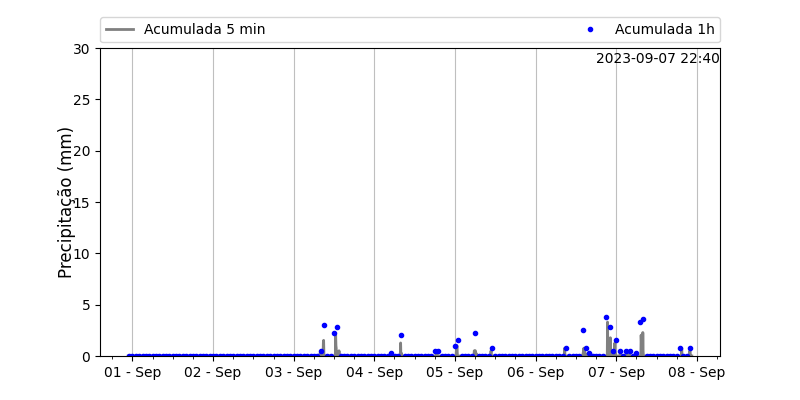 Acumulada 5 min
Acumulada 1h
2023-09-07 22:40
Precipitação (mm)
30
25
20
15
10
5
0
01 - Sep 02 - Sep 03 - Sep 04 - Sep 05 - Sep 06 - Sep 07 - Sep 08 - Sep